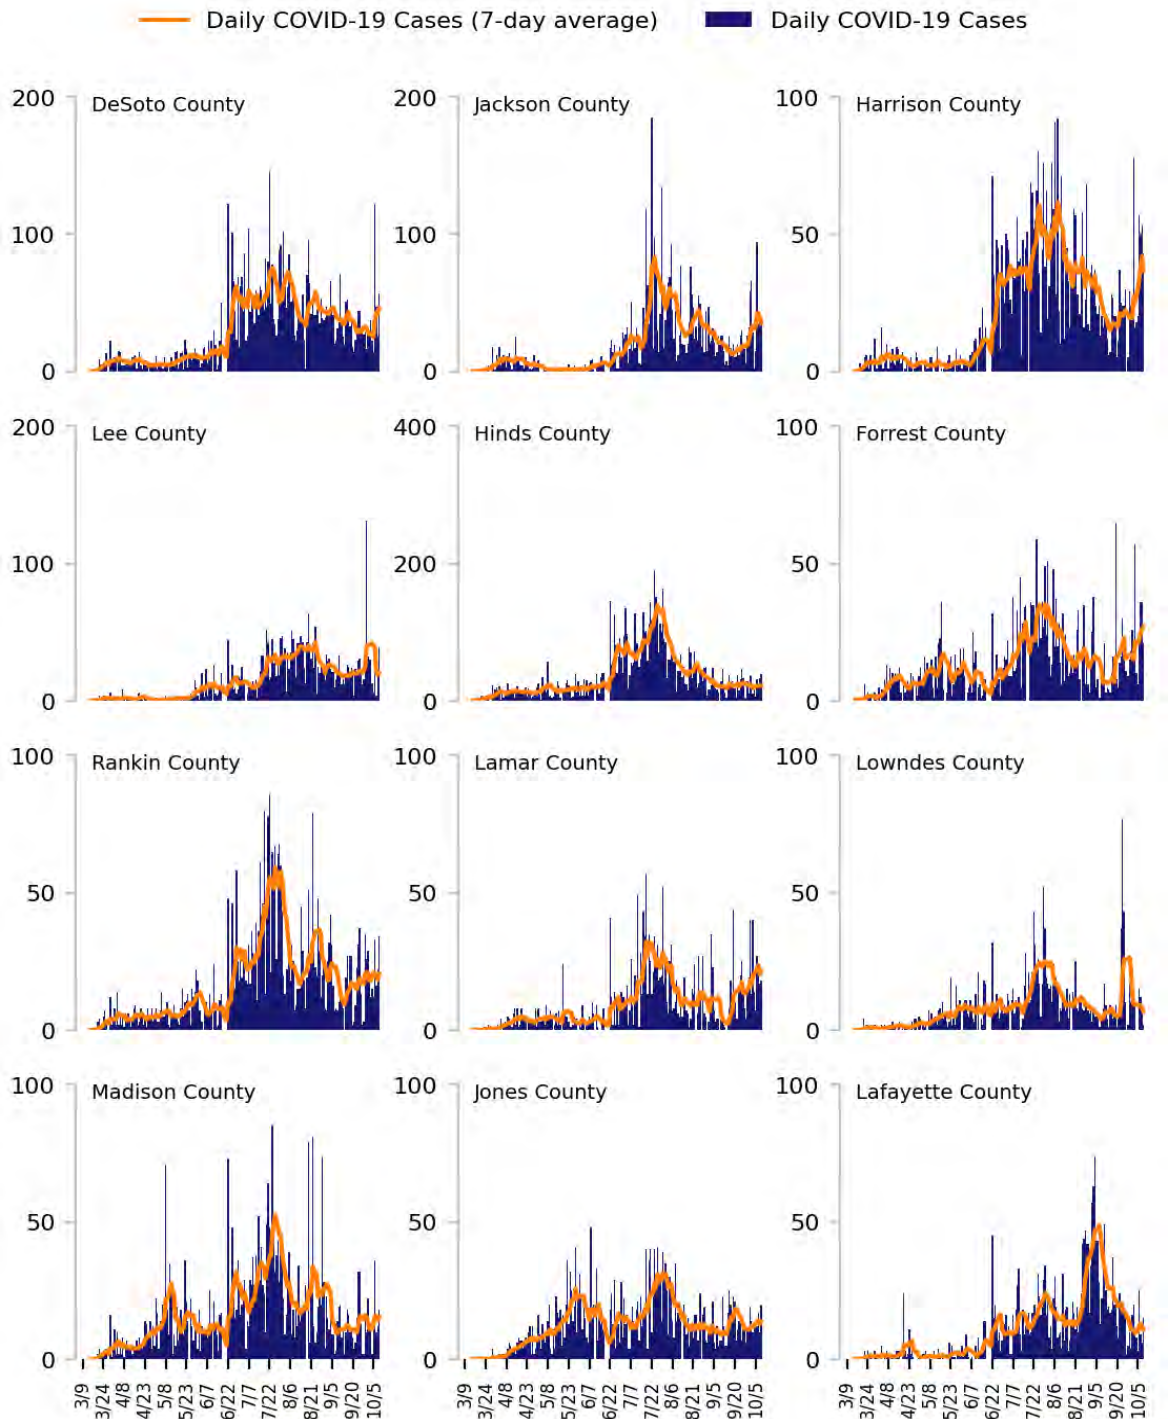 Daily COVID-19 Cases (7-day average) Daily COVID-19 Cases
200 DeSoto County 200 Jackson County 100 Harrison County
100 100 50
0 0 0
200 Lee County 400 Hinds County 100 Forrest County
100 200 50
0 0 0
100 Rankin County 100 Lamar County 100 Lowndes County
50 50 50
0 0 0
100 Madison County 100 Jones County 100 Lafayette County
50 50 50
0 0 0
3/9 3/24 4/8 4/23 5/8 5/23 6/7 6/22 7/7 7/22 8/6 8/21 9/5 9/20 10/5 3/9 3/24 4/8 4/23 5/8 5/23 6/7 6/22 7/7 7/22 8/6 8/21 9/5 9/20 10/5 3/9 3/24 4/8 4/23 5/8 5/23 6/7 6/22 7/7 7/22 8/6 8/21 9/5 9/20 10/5